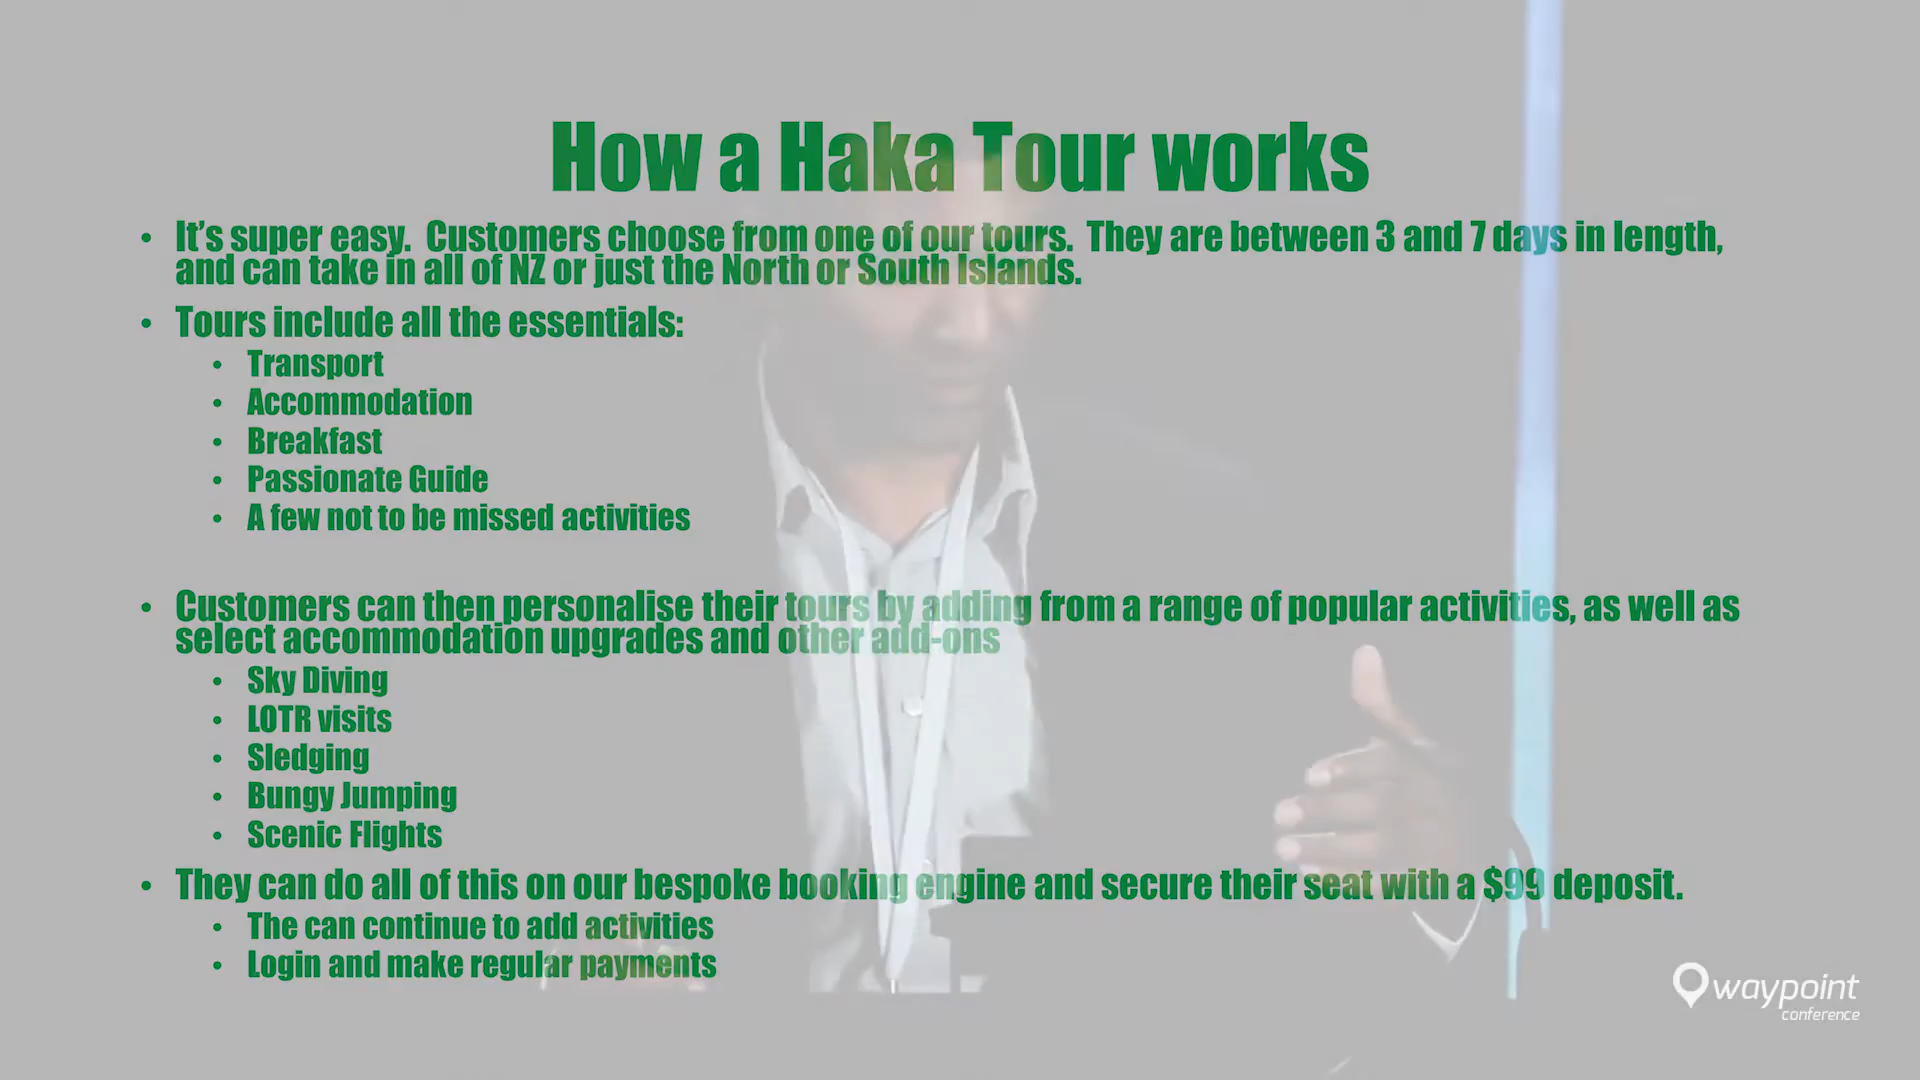 How a Haka Tour works
• It's super easy.  Customers choose from one of our tours.  They are between 3 and 7 days in length,
and can take in all of NZ or just the North or South Islands.
• Tours include all the essentials:
• Transport
• Accommodation
• Breakfast
• Passionate Guide
• A few not to be missed activities
• Customers can then personalise their tours by adding from a range of popular activities, as well as
select accommodation upgrades and other add-ons
• Sky Diving
• LOTR visits
• Sledging
• Bungy Jumping
• Scenic Flights
• They can do all of this on our bespoke booking engine and secure their seat with a $99 deposit.
• The can continue to add activities
• Login and make regular payments
waypoint
conference